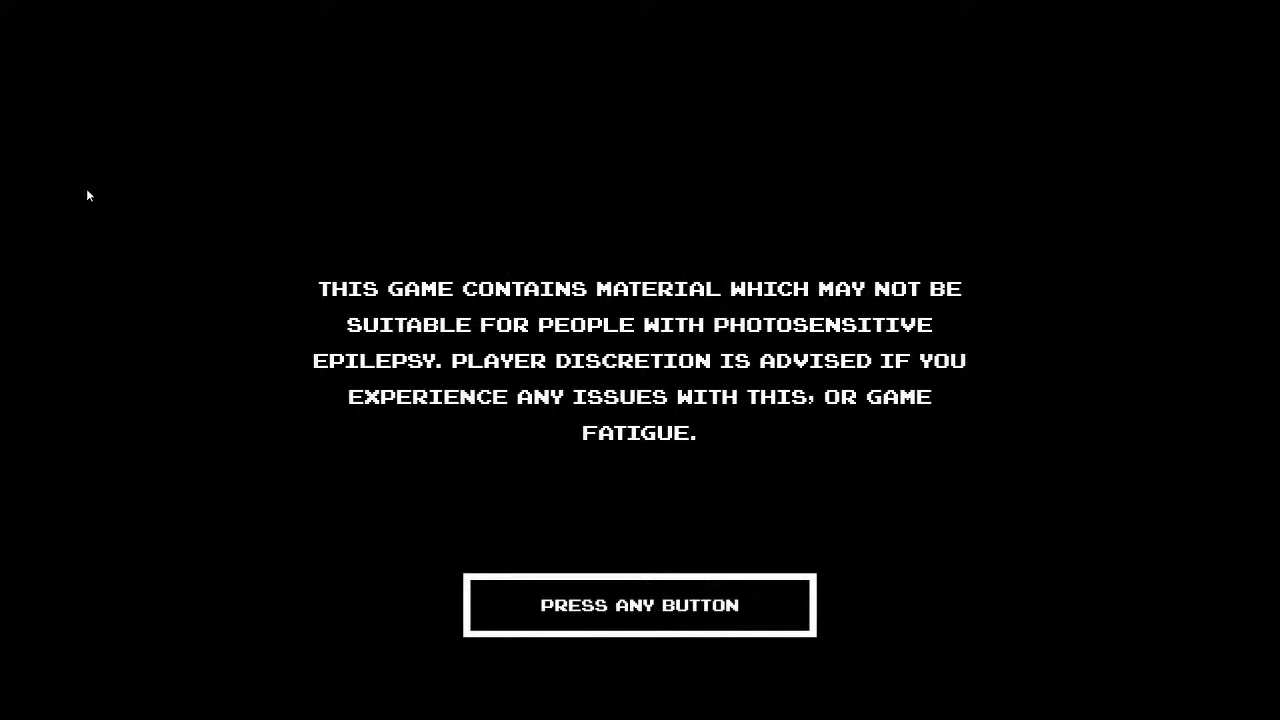 THIS GAME CONTAINS MATERIAL WHICH MAY NOT BE
SUITABLE FOR PEOPLE WITH PHOTOSENSITIVE
EPILEPSY. PLAYER DISCRETION IS ADVISED IF YOU
EXPERIENCE ANY ISSUES WITH THIS, OR GAME
FATIGUE.
PRESS ANY BUTTON